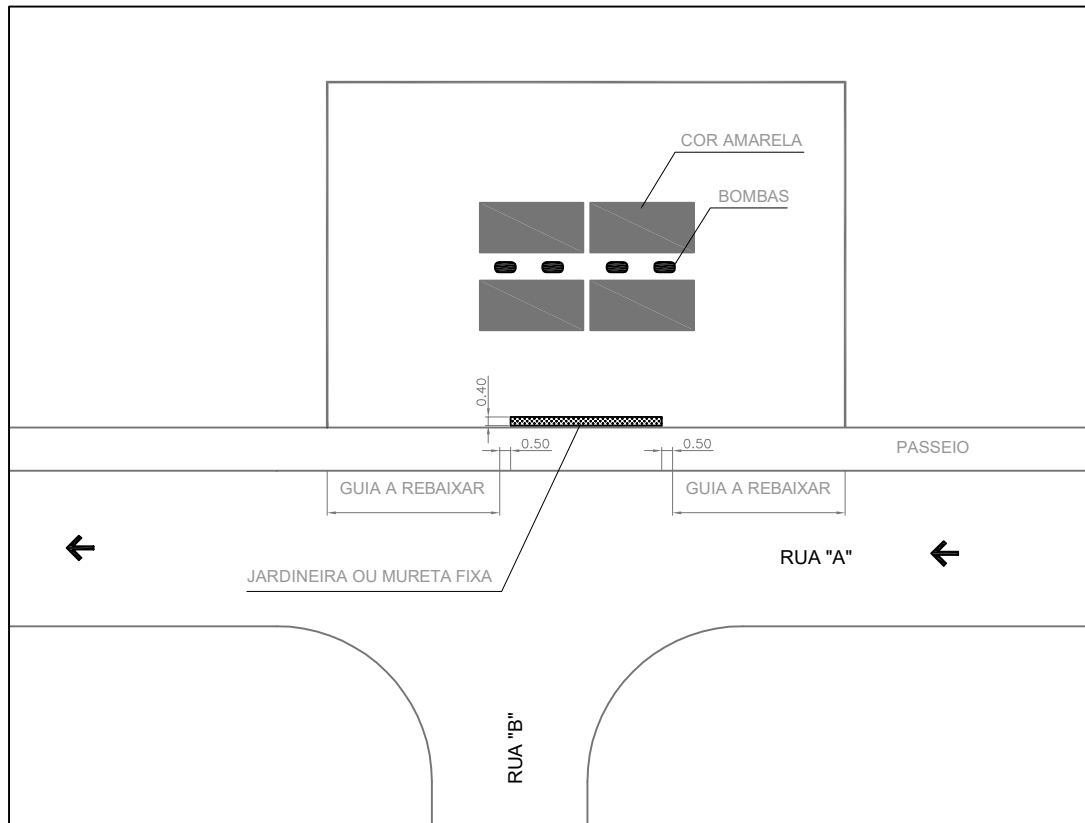 COR AMARELA
BOMBAS
0.40
0.50
0.50
PASSEIO
GUIA A REBAIXAR
GUIA A REBAIXAR
RUA "A"
JARDINEIRA OU MURETA FIXA
RUA "B"